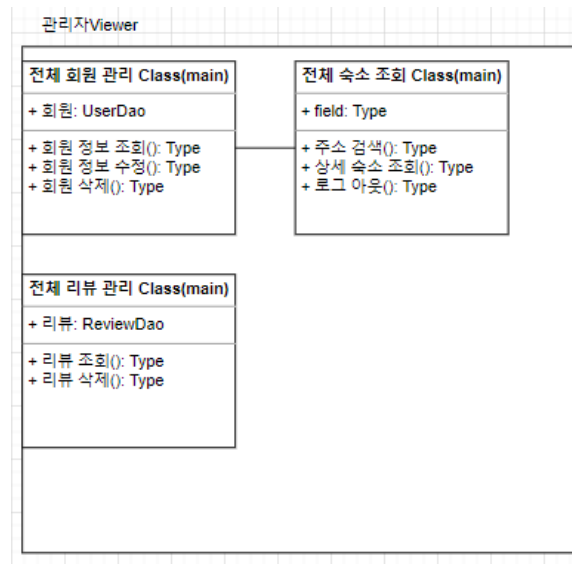 관리자Viewer
전체 회원 관리 Class(main)
+ 회원: UserDao
+ 회원 정보 조회(): Type
+ 회원 정보 수정(): Type
+ 회원 삭제(): Type
전체 숙소 조회 Class(main)
+ field: Type
+ 주소 검색(): Type
+ 상세 숙소 조회(): Type
+ 로그 아웃(): Type
전체 리뷰 관리 Class(main)
+ 리뷰: ReviewDao
+ 리뷰 조회(): Type
+ 리뷰 삭제(): Type